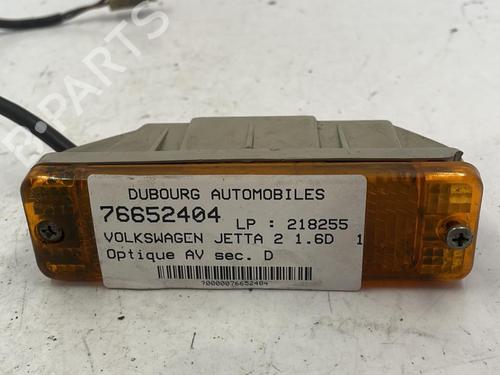 DUBOURG AUTOMOBILES
76652404 LP : 218255
VOLKSWAGEN JETTA 2 1.6D 1
Optique AV sec. D
70000076652404
B-Parts